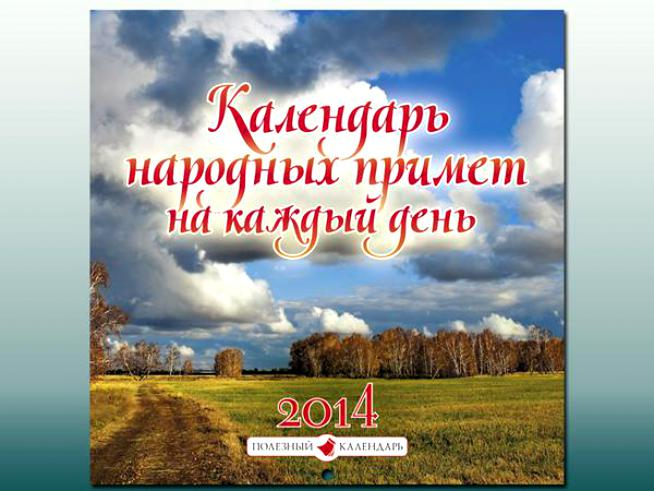 Календарь
народных примет
на каждый день
2014
ПОЛЕЗНЫЙ КАЛЕНДАРЬ